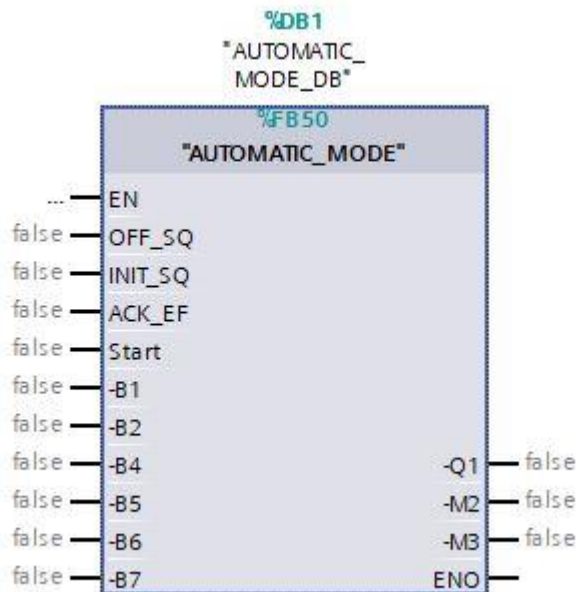 %DB1
"AUTOMATIC_
MODE_DB"
%FB50
"AUTOMATIC_MODE"
... EN
false OFF_SQ
false INIT_SQ
false ACK_EF
false Start
false -B1
false -B2
false -B4 -Q1 false
false -B5 -M2 false
false -B6 -M3 false
false -B7 ENO